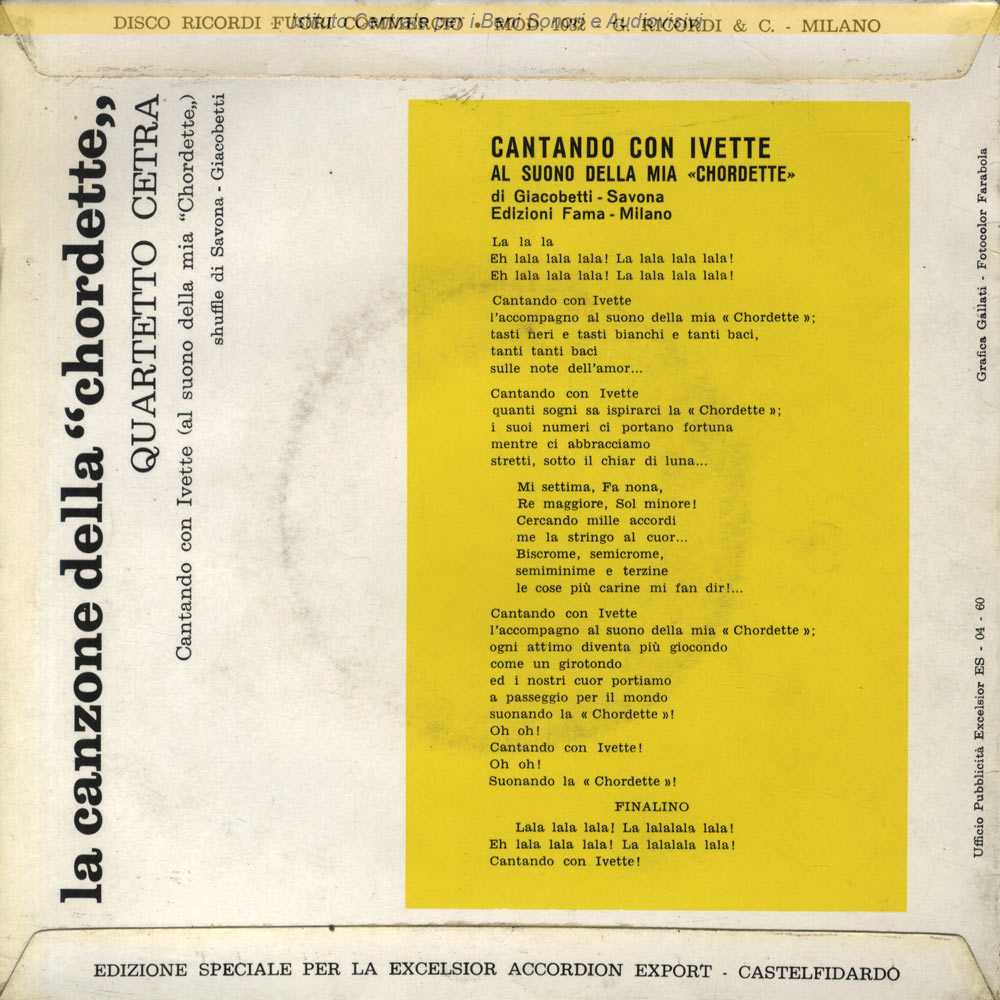 DISCO RICORDI FUORI COMMERCIO • MOD. 1032 - G. RICORDI & C. - MILANO
Istituto Centrale per i Beni Sonori e Audiovisivi
la canzone della “chordette„
QUARTETTO CETRA
Cantando con Ivette (al suono della mia “Chordette„)
shuffle di Savona - Giacobetti
CANTANDO CON IVETTE
AL SUONO DELLA MIA «CHORDETTE»
di Giacobetti - Savona
Edizioni Fama - Milano
La la la
Eh lala lala lala! La lala lala lala!
Eh lala lala lala! La lala lala lala!
Cantando con Ivette
l'accompagno al suono della mia « Chordette »;
tasti neri e tasti bianchi e tanti baci,
tanti tanti baci
sulle note dell'amor...
Cantando con Ivette
quanti sogni sa ispirarci la « Chordette »;
i suoi numeri ci portano fortuna
mentre ci abbracciamo
stretti, sotto il chiar di luna...
Mi settima, Fa nona,
Re maggiore, Sol minore!
Cercando mille accordi
me la stringo al cuor...
Biscrome, semicrome,
semiminime e terzine
le cose più carine mi fan dir!...
Cantando con Ivette
l'accompagno al suono della mia « Chordette »;
ogni attimo diventa più giocondo
come un girotondo
ed i nostri cuor portiamo
a passeggio per il mondo
suonando la « Chordette »!
Oh oh!
Cantando con Ivette!
Oh oh!
Suonando la « Chordette »!
FINALINO
Lala lala lala! La lalalala lala!
Eh lala lala lala! La lalalala lala!
Cantando con Ivette!
Grafica Gallati - Fotocolor Farabola
Ufficio Pubblicità Excelsior ES - 04 - 60
EDIZIONE SPECIALE PER LA EXCELSIOR ACCORDION EXPORT - CASTELFIDARDO